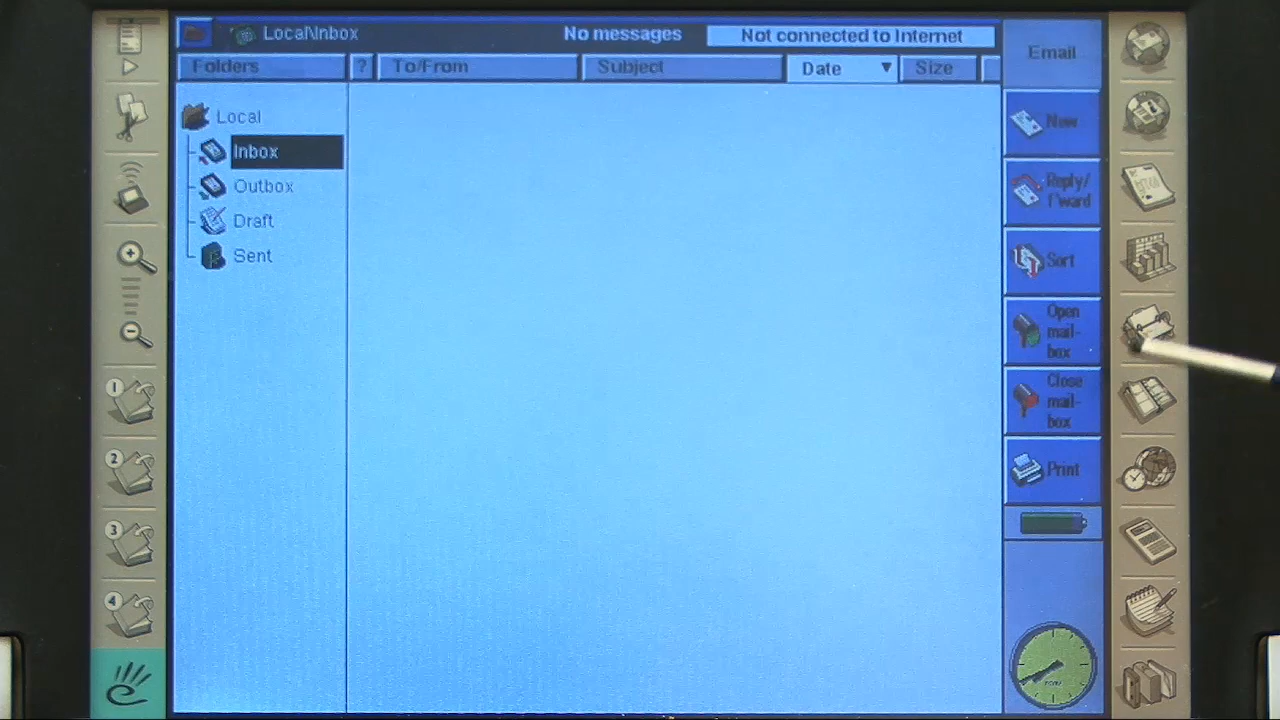 Local\Inbox
No messages
Not connected to Internet
Email
Folders
?
To/From
Subject
Date
Size
Local
Inbox
Outbox
Draft
Sent
New
Reply/
f'ward
Sort
Open
mail-
box
Close
mail-
box
Print
1
2
3
4